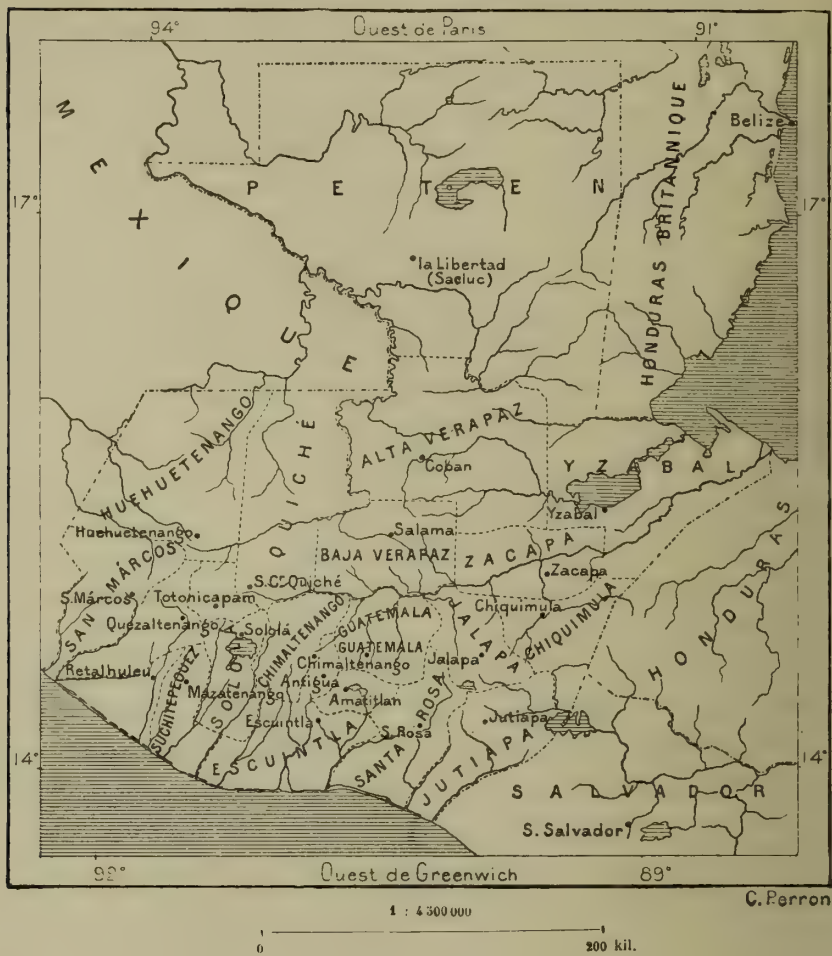 94°
Ouest de Paris
91°
MEXIQUE
PETEN
HONDURAS BRITANNIQUE
Belize
17°
17°
la Libertad
(Sacluc)
HUEHUETENANGO
QUICHÉ
ALTA VERAPAZ
Coban
YZABAL
Yzabal
Huehuetenango
Salama
BAJA VERAPAZ
ZACAPA
Zacapa
SAN MÁRCOS
S. Márcos
Totonicapam
S. Cz. Quiché
Quezaltenango
Sololá
CHIMALTENANGO
GUATEMALA
GUATEMALA
JALAPA
Chiquimula
CHIQUIMULA
HONDURAS
Retalhuleu
SUCHITEPEQUEZ
Mazatenango
SOLOLA
Chimaltenango
Antigua
Amatitlan
Jalapa
Escuintla
ESCUINTLA
S. Rosa
SANTA ROSA
Jutiapa
JUTIAPA
14°
14°
SALVADOR
S. Salvador
92°
Ouest de Greenwich
89°
C. Perron
1 : 4 500 000
0
200 kil.